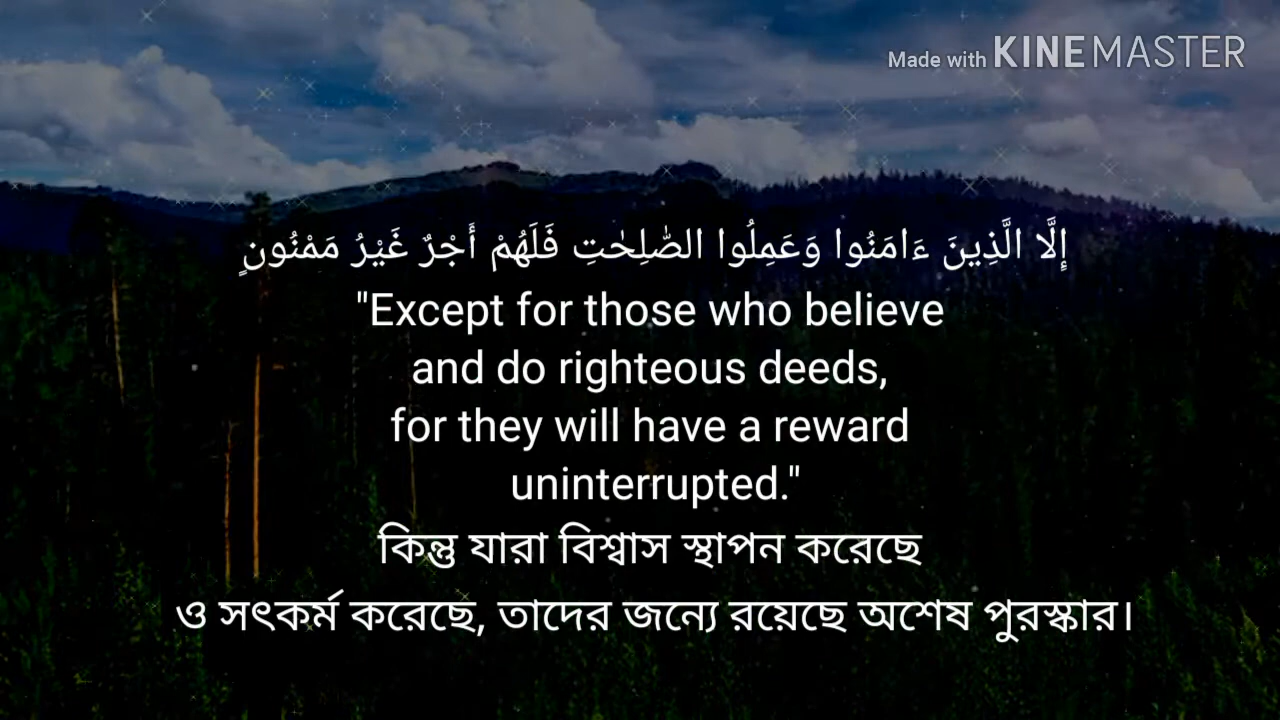 Made with KINEMASTER
إِلَّا الَّذِينَ ءَامَنُوا وَعَمِلُوا الصّٰلِحٰتِ فَلَهُمْ أَجْرٌ غَيْرُ مَمْنُونٍ
"Except for those who believe
and do righteous deeds,
for they will have a reward
uninterrupted."
কিন্তু যারা বিশ্বাস স্থাপন করেছে
ও সৎকর্ম করেছে, তাদের জন্যে রয়েছে অশেষ পুরস্কার।